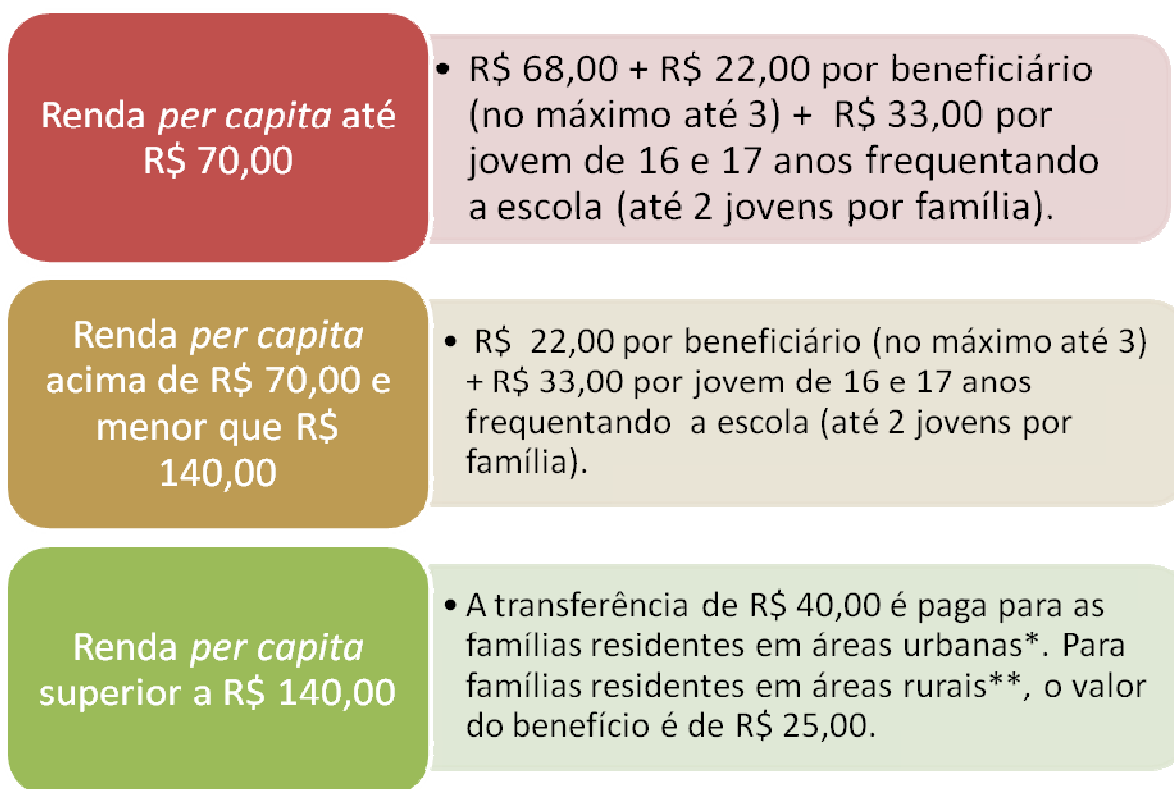 Renda per capita até
R$ 70,00
• R$ 68,00 + R$ 22,00 por beneficiário
(no máximo até 3) + R$ 33,00 por
jovem de 16 e 17 anos frequentando
a escola (até 2 jovens por família).
Renda per capita
acima de R$ 70,00 e
menor que R$
140,00
• R$ 22,00 por beneficiário (no máximo até 3)
+ R$ 33,00 por jovem de 16 e 17 anos
frequentando a escola (até 2 jovens por
família).
Renda per capita
superior a R$ 140,00
• A transferência de R$ 40,00 é paga para as
famílias residentes em áreas urbanas*. Para
famílias residentes em áreas rurais**, o valor
do benefício é de R$ 25,00.